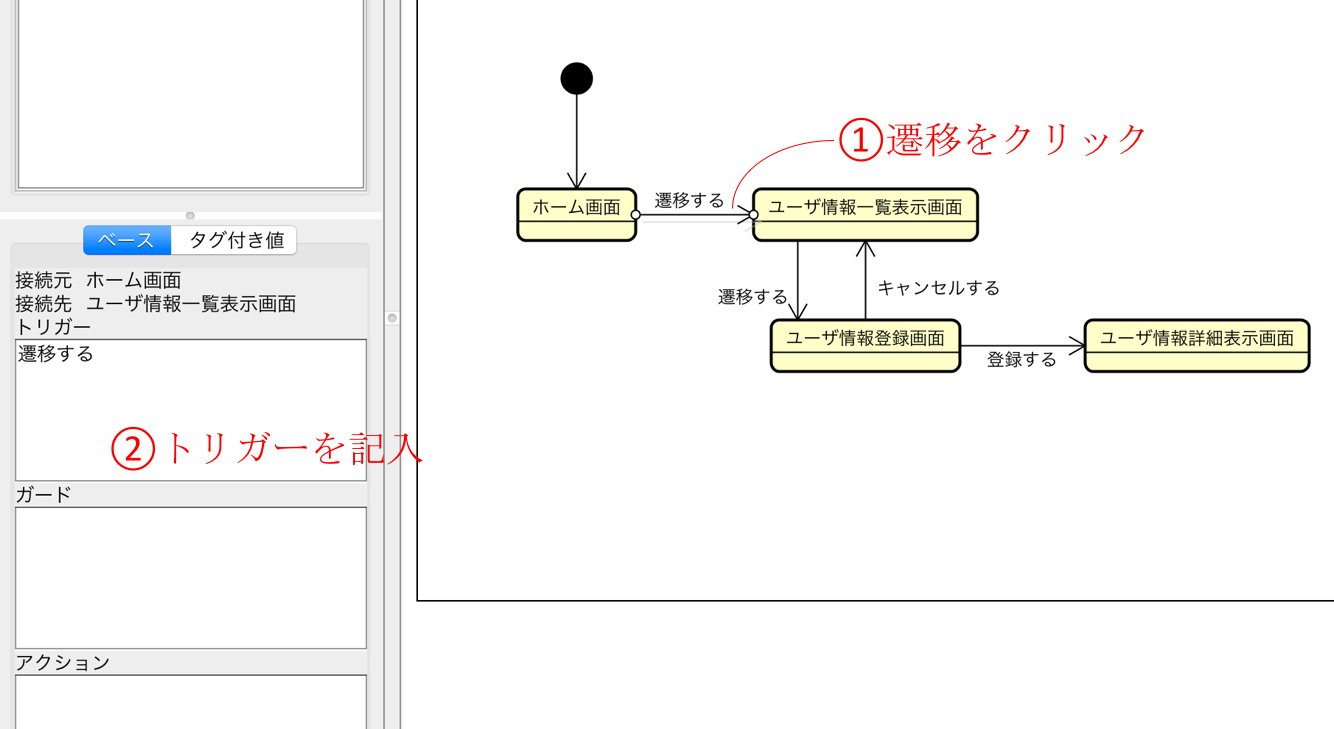 ①遷移をクリック
ホーム画面
遷移する
ユーザ情報一覧表示画面
遷移する
キャンセルする
ユーザ情報登録画面
登録する
ユーザ情報詳細表示画面
ベース
タグ付き値
接続元 ホーム画面
接続先 ユーザ情報一覧表示画面
トリガー
遷移する
②トリガーを記入
ガード
アクション